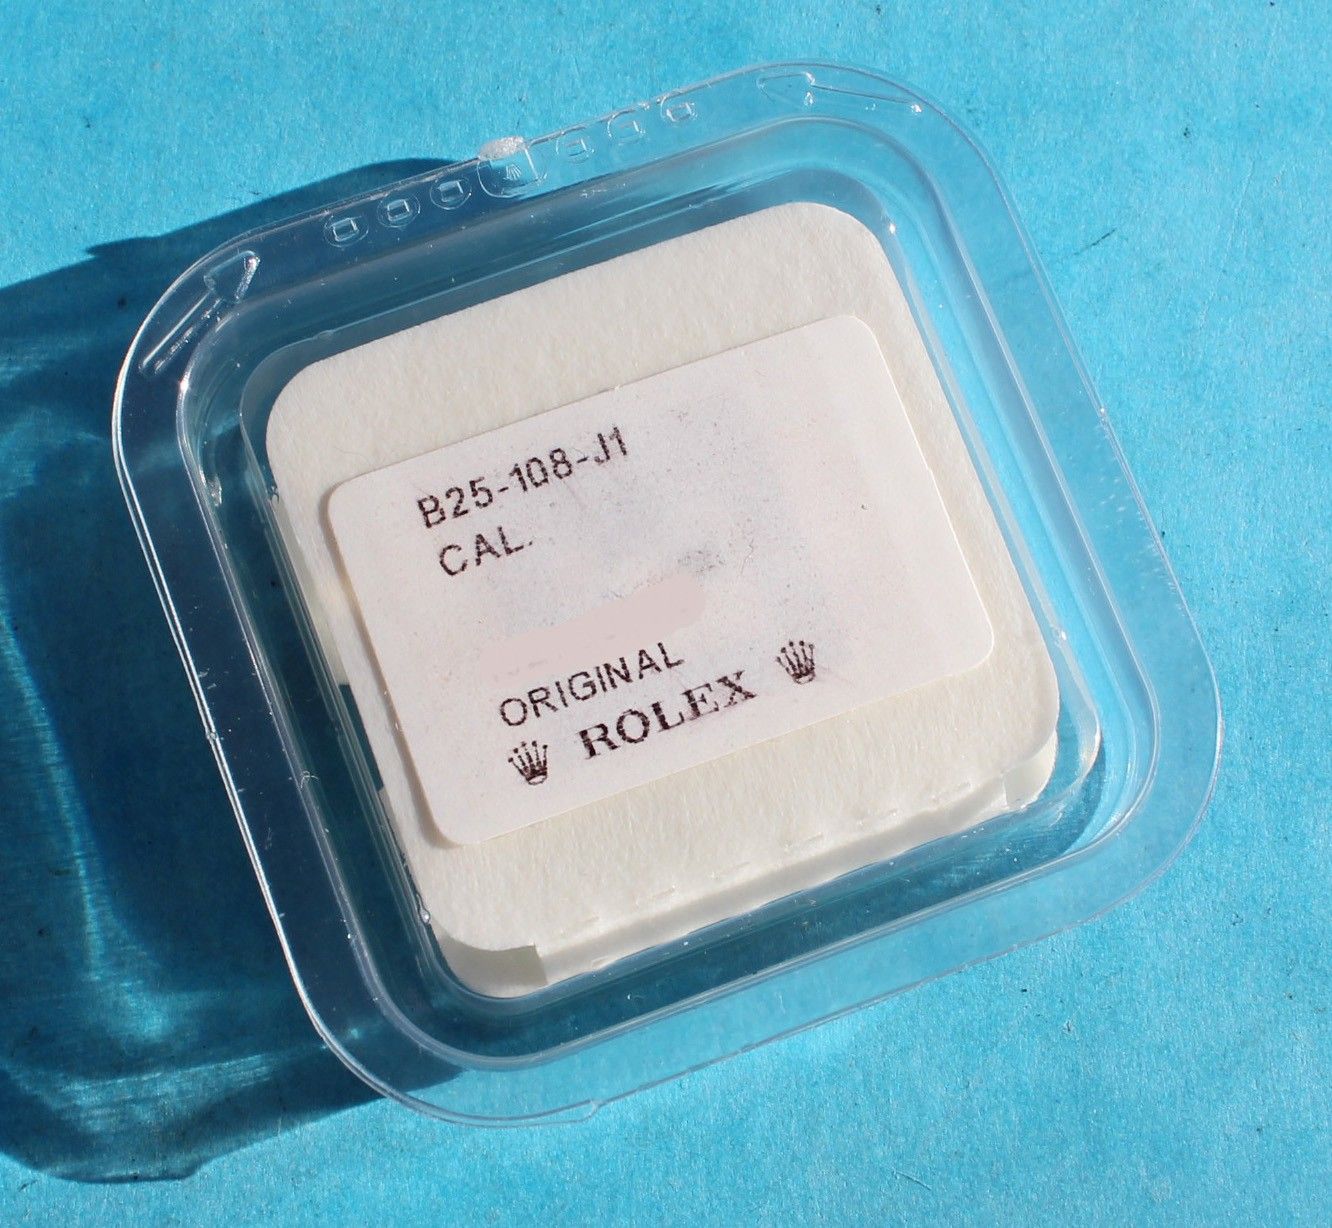 B25-108-J1
CAL.
ORIGINAL
ROLEX